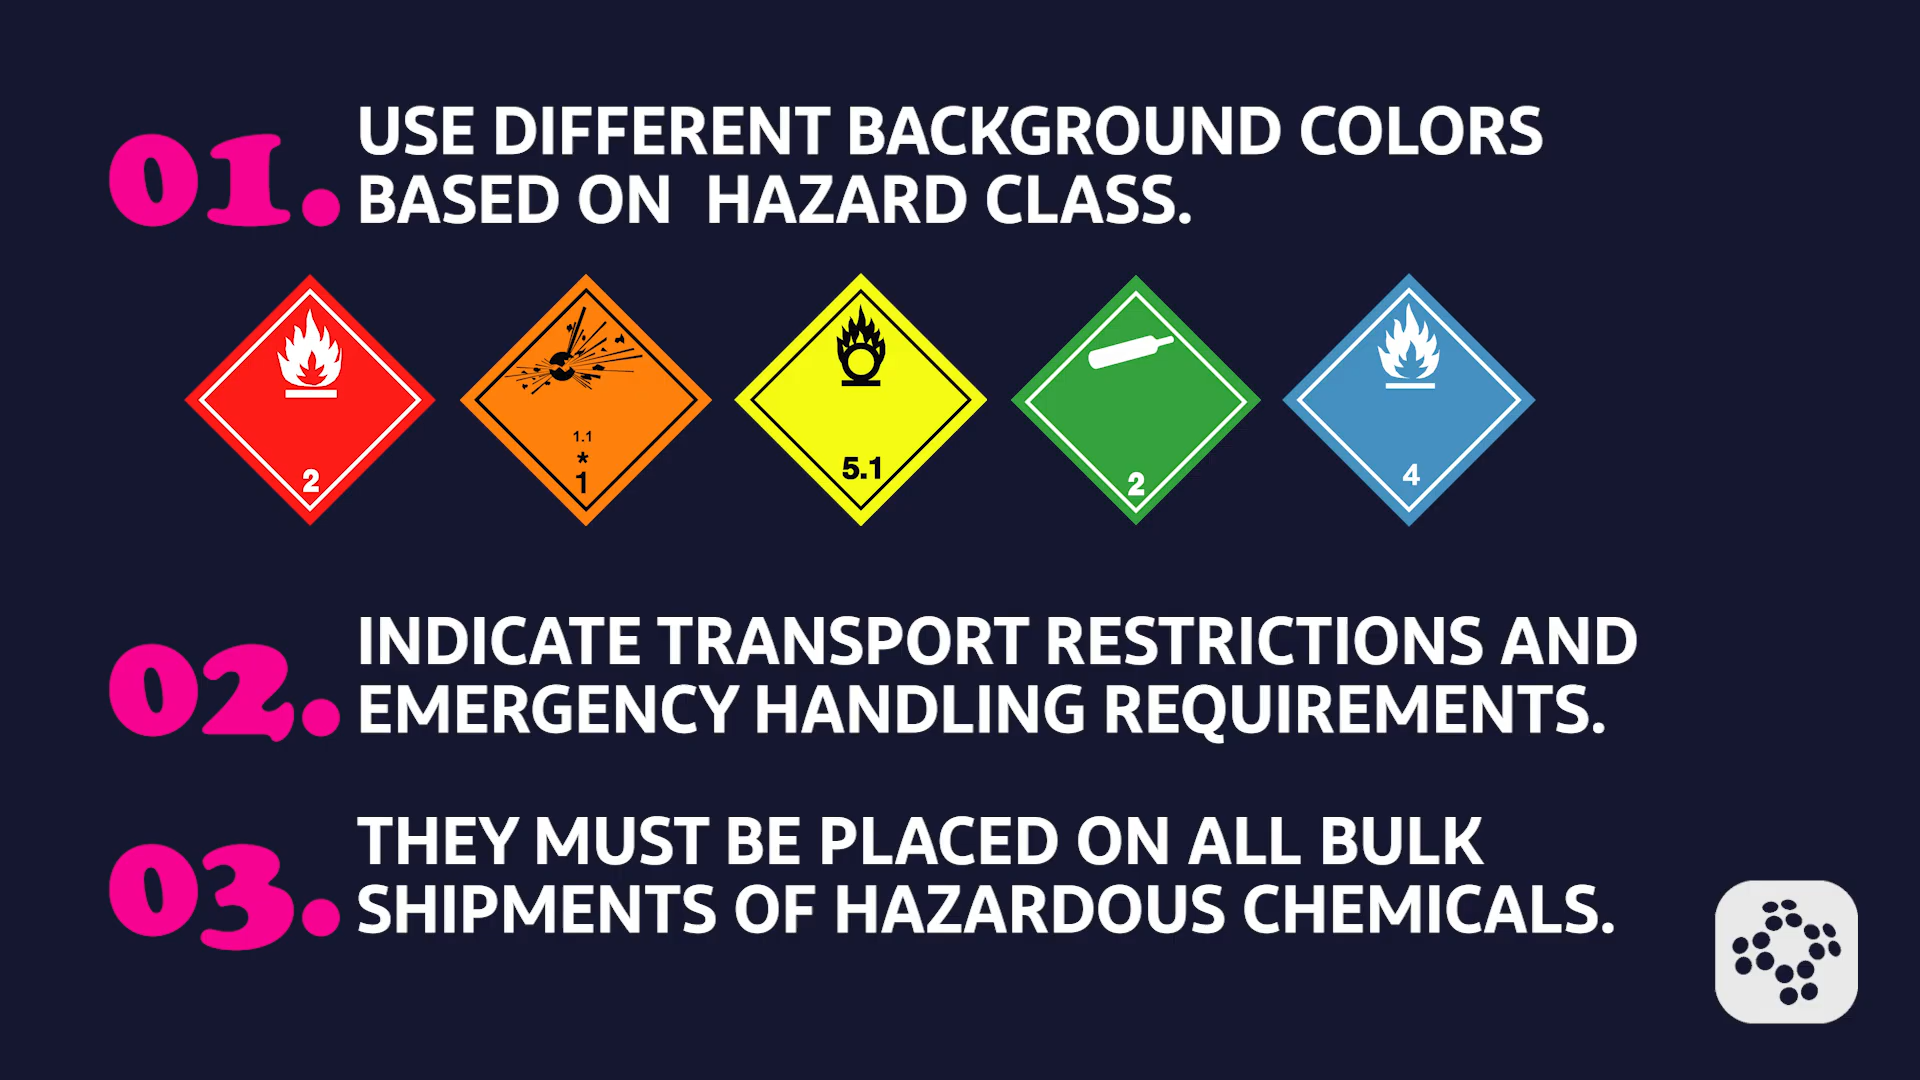 01. USE DIFFERENT BACKGROUND COLORS
BASED ON HAZARD CLASS.
2
1.1
*
1
5.1
2
4
02. INDICATE TRANSPORT RESTRICTIONS AND
EMERGENCY HANDLING REQUIREMENTS.
03. THEY MUST BE PLACED ON ALL BULK
SHIPMENTS OF HAZARDOUS CHEMICALS.